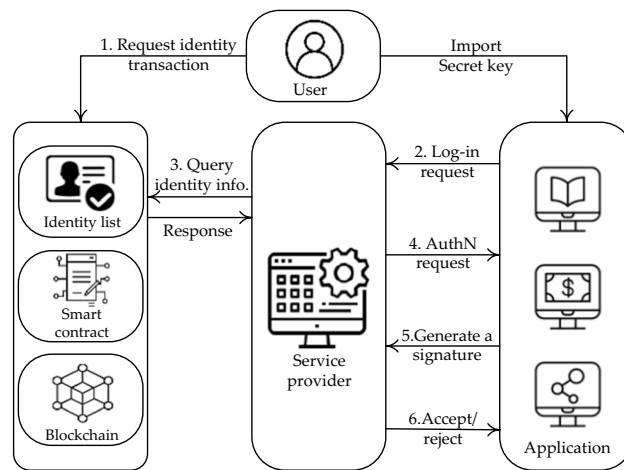 1. Request identity
transaction
User
Import
Secret key
3. Query
identity info.
Response
Identity list
Smart
contract
Blockchain
Service
provider
2. Log-in
request
4. AuthN
request
5.Generate a
signature
6.Accept/
reject
$
Application